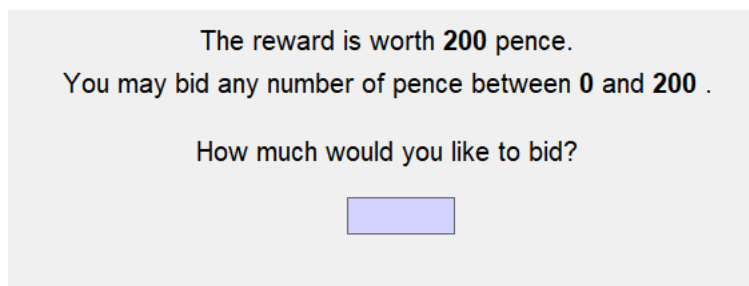 The reward is worth 200 pence.
You may bid any number of pence between 0 and 200 .
How much would you like to bid?